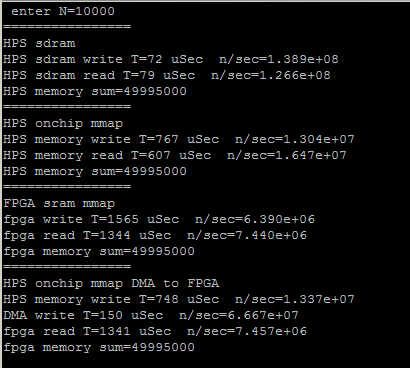 enter N=10000
================
HPS sdram
HPS sdram write T=72 uSec  n/sec=1.389e+08
HPS sdram read T=79 uSec  n/sec=1.266e+08
HPS memory sum=49995000
================
HPS onchip mmap
HPS memory write T=767 uSec  n/sec=1.304e+07
HPS memory read T=607 uSec  n/sec=1.647e+07
HPS memory sum=49995000
================
FPGA sram mmap
fpga write T=1565 uSec  n/sec=6.390e+06
fpga read T=1344 uSec  n/sec=7.440e+06
fpga memory sum=49995000
================
HPS onchip mmap DMA to FPGA
HPS memory write T=748 uSec  n/sec=1.337e+07
DMA write T=150 uSec  n/sec=6.667e+07
fpga read T=1341 uSec  n/sec=7.457e+06
fpga memory sum=49995000